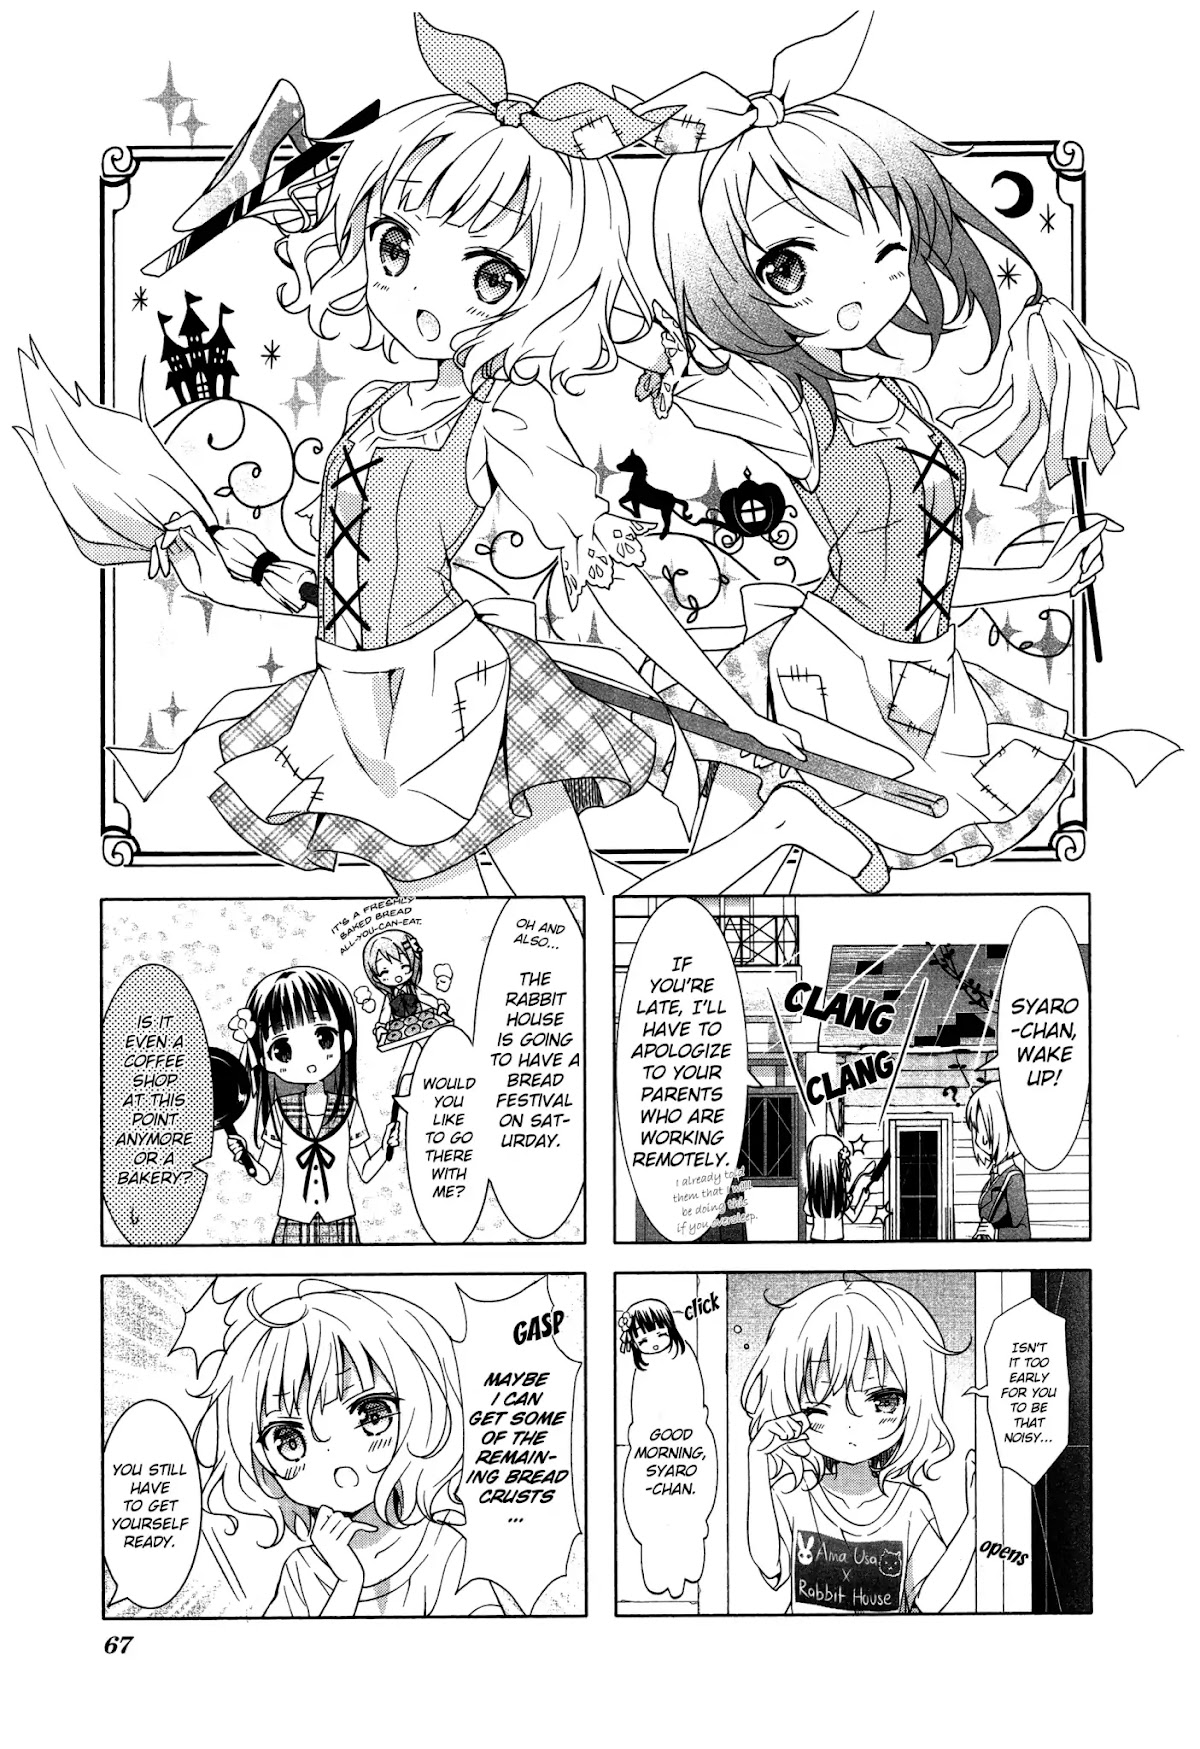 SYARO
-CHAN,
WAKE
UP!
CLANG
CLANG
?
IF
YOU'RE
LATE, I'LL
HAVE TO
APOLOGIZE
TO YOUR
PARENTS
WHO ARE
WORKING
REMOTELY.
I already told
them that I will
be doing this
if you oversleep.
ISN'T
IT TOO
EARLY
FOR YOU
TO BE
THAT
NOISY...
opens
Ama Usa
x
Rabbit House
click
GOOD
MORNING,
SYARO
-CHAN.
OH AND
ALSO...
THE
RABBIT
HOUSE
IS GOING
TO HAVE A
BREAD
FESTIVAL
ON SAT-
URDAY.
IT'S A FRESHLY
BAKED BREAD
ALL-YOU-CAN-EAT.
WOULD
YOU
LIKE
TO GO
THERE
WITH
ME?
IS IT
EVEN A
COFFEE
SHOP
AT THIS
POINT
ANYMORE
OR A
BAKERY?
GASP
MAYBE
I CAN
GET SOME
OF THE
REMAIN-
ING BREAD
CRUSTS
...
YOU STILL
HAVE
TO GET
YOURSELF
READY.
67